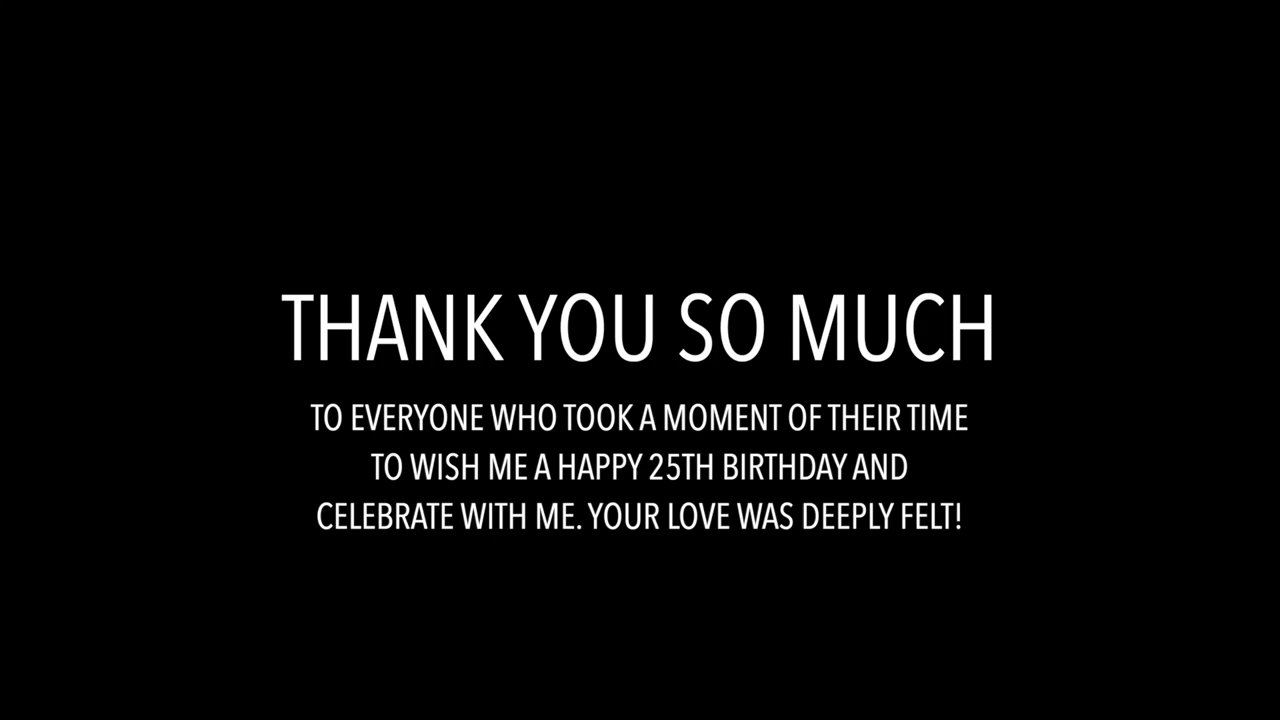 THANK YOU SO MUCH
TO EVERYONE WHO TOOK A MOMENT OF THEIR TIME
TO WISH ME A HAPPY 25TH BIRTHDAY AND
CELEBRATE WITH ME. YOUR LOVE WAS DEEPLY FELT!